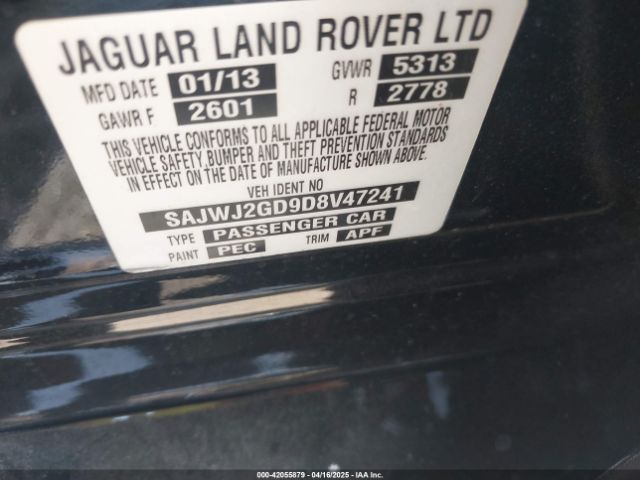 JAGUAR LAND ROVER LTD
MFD DATE 01/13 GVWR 5313
GAWR F 2601 R 2778
THIS VEHICLE CONFORMS TO ALL APPLICABLE FEDERAL MOTOR
VEHICLE SAFETY,BUMPER AND THEFT PREVENTION STANDARDS
IN EFFECT ON THE DATE OF MANUFACTURE SHOWN ABOVE.
VEH IDENT NO
SAJWJ2GD9D8V47241
TYPE PASSENGER CAR
PAINT PEC TRIM APF
000-42055879 - 04/16/2025 - IAA Inc.